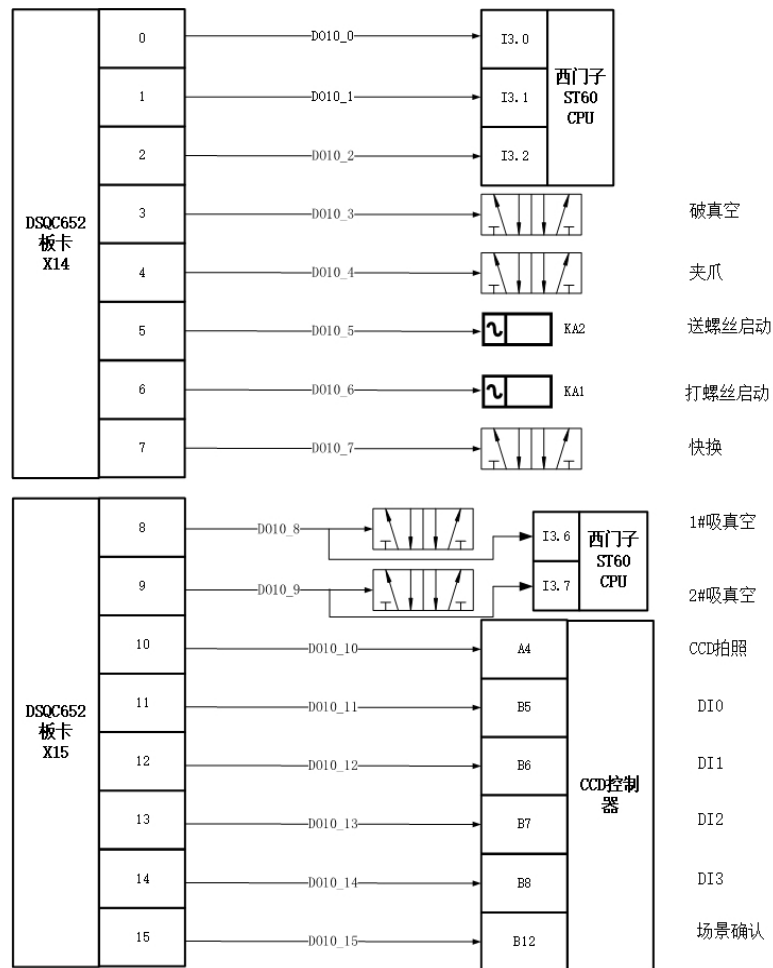 0
DO10_0
I3.0
1
DO10_1
I3.1
西门子
ST60
CPU
2
DO10_2
I3.2
DSQC652
板卡
X14
3
DO10_3
破真空
4
DO10_4
夹爪
5
DO10_5
KA2
送螺丝启动
6
DO10_6
KA1
打螺丝启动
7
DO10_7
快换
8
DO10_8
I3.6
1#吸真空
西门子
ST60
CPU
9
DO10_9
I3.7
2#吸真空
10
DO10_10
A4
CCD拍照
DSQC652
板卡
X15
11
DO10_11
B5
DI0
12
DO10_12
B6
DI1
CCD控制
器
13
DO10_13
B7
DI2
14
DO10_14
B8
DI3
15
DO10_15
B12
场景确认